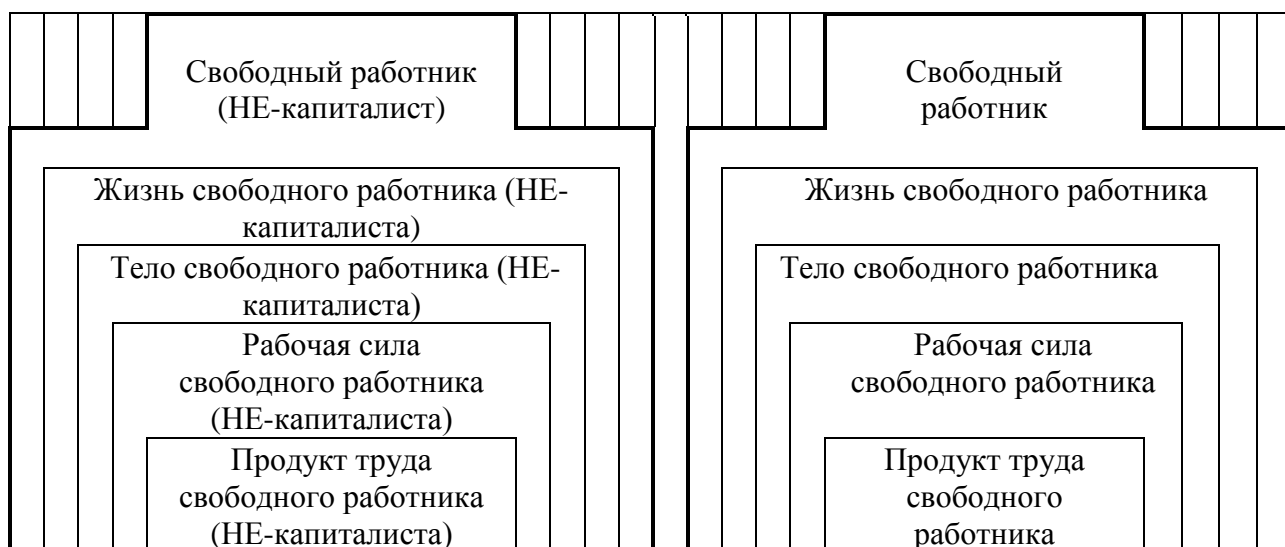 Свободный работник
(НЕ-капиталист)
Жизнь свободного работника (НЕ-
капиталиста)
Тело свободного работника (НЕ-
капиталиста)
Рабочая сила
свободного работника
(НЕ-капиталиста)
Продукт труда
свободного работника
(НЕ-капиталиста)
Свободный
работник
Жизнь свободного работника
Тело свободного работника
Рабочая сила
свободного работника
Продукт труда
свободного
работника